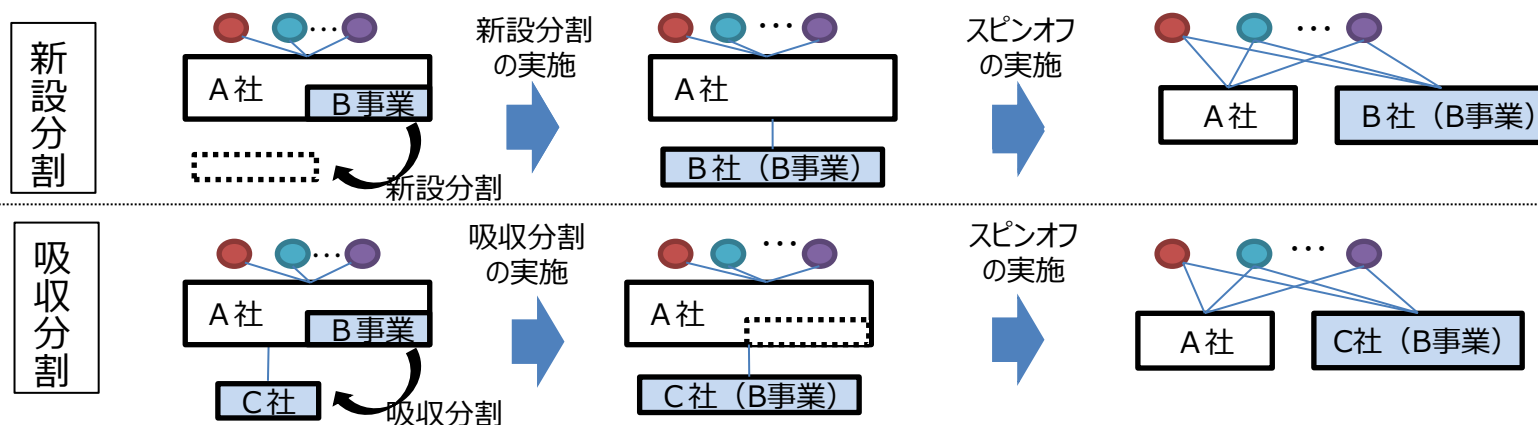 新設分割
A社
B事業
新設分割
新設分割
の実施
A社
B社（B事業）
スピンオフ
の実施
A社
B社（B事業）
吸収分割
A社
B事業
C社
吸収分割
吸収分割
の実施
A社
C社（B事業）
スピンオフ
の実施
A社
C社（B事業）